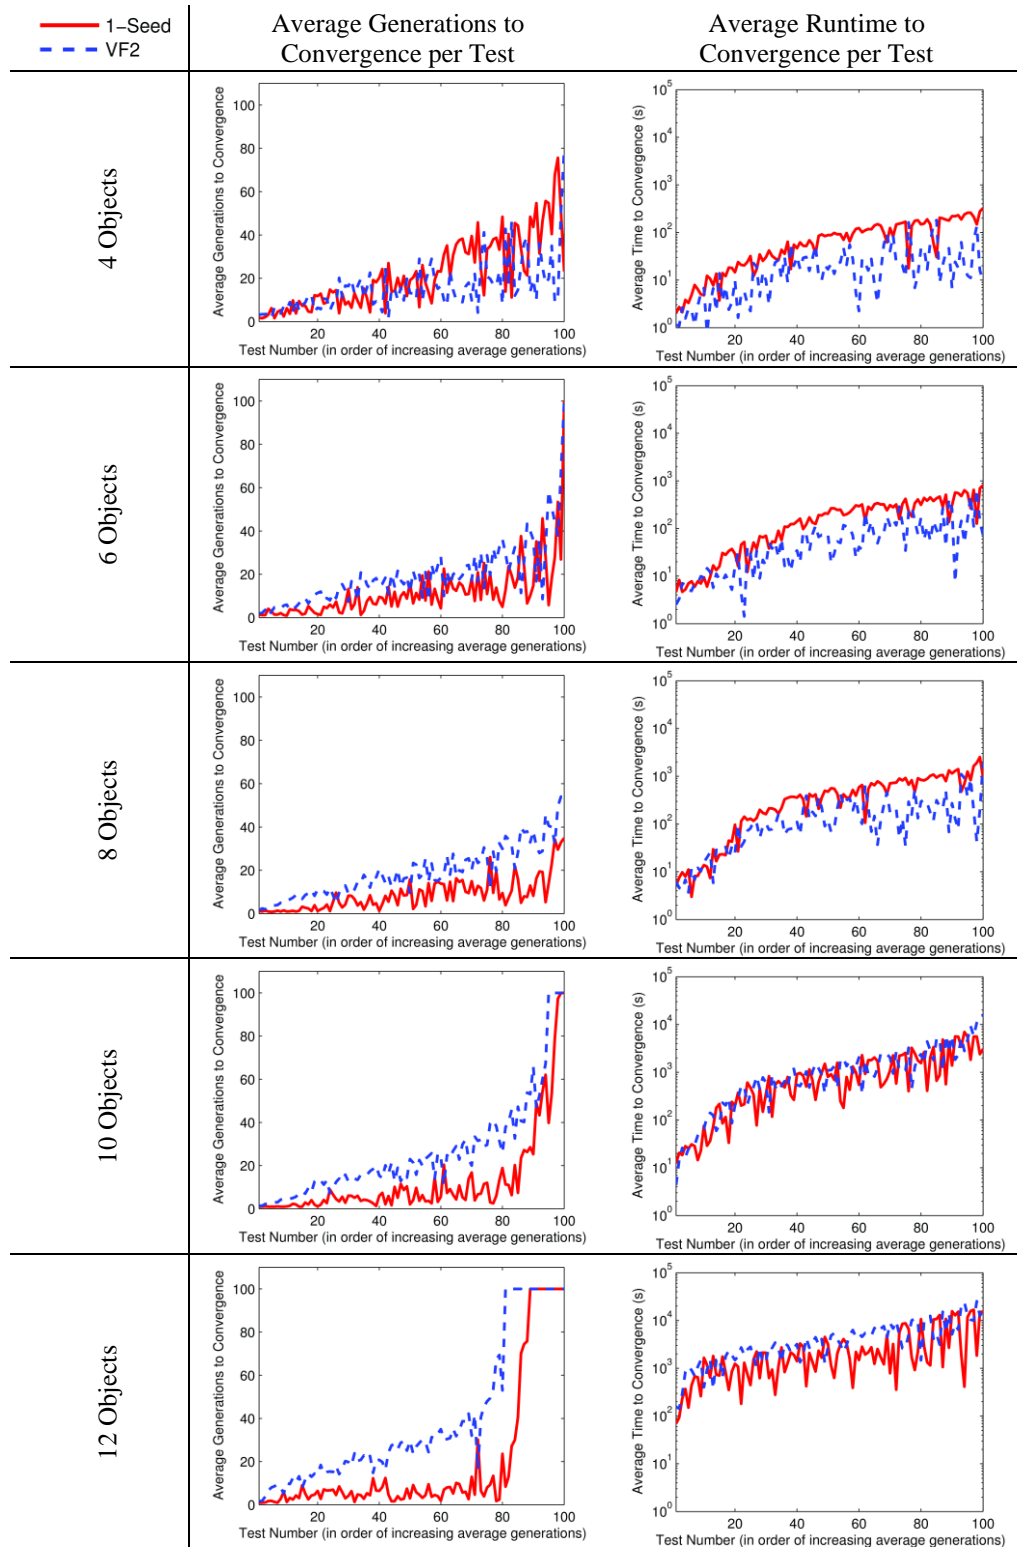 1−Seed
VF2
Average Generations to
Convergence per Test
Average Runtime to
Convergence per Test
4 Objects
Average Generations to Convergence
100
80
60
40
20
0
20 40 60 80 100
Test Number (in order of increasing average generations)
Average Time to Convergence (s)
10^5
10^4
10^3
10^2
10^1
10^0
20 40 60 80 100
Test Number (in order of increasing average generations)
6 Objects
Average Generations to Convergence
100
80
60
40
20
0
20 40 60 80 100
Test Number (in order of increasing average generations)
Average Time to Convergence (s)
10^5
10^4
10^3
10^2
10^1
10^0
20 40 60 80 100
Test Number (in order of increasing average generations)
8 Objects
Average Generations to Convergence
100
80
60
40
20
0
20 40 60 80 100
Test Number (in order of increasing average generations)
Average Time to Convergence (s)
10^5
10^4
10^3
10^2
10^1
10^0
20 40 60 80 100
Test Number (in order of increasing average generations)
10 Objects
Average Generations to Convergence
100
80
60
40
20
0
20 40 60 80 100
Test Number (in order of increasing average generations)
Average Time to Convergence (s)
10^5
10^4
10^3
10^2
10^1
10^0
20 40 60 80 100
Test Number (in order of increasing average generations)
12 Objects
Average Generations to Convergence
100
80
60
40
20
0
20 40 60 80 100
Test Number (in order of increasing average generations)
Average Time to Convergence (s)
10^5
10^4
10^3
10^2
10^1
10^0
20 40 60 80 100
Test Number (in order of increasing average generations)